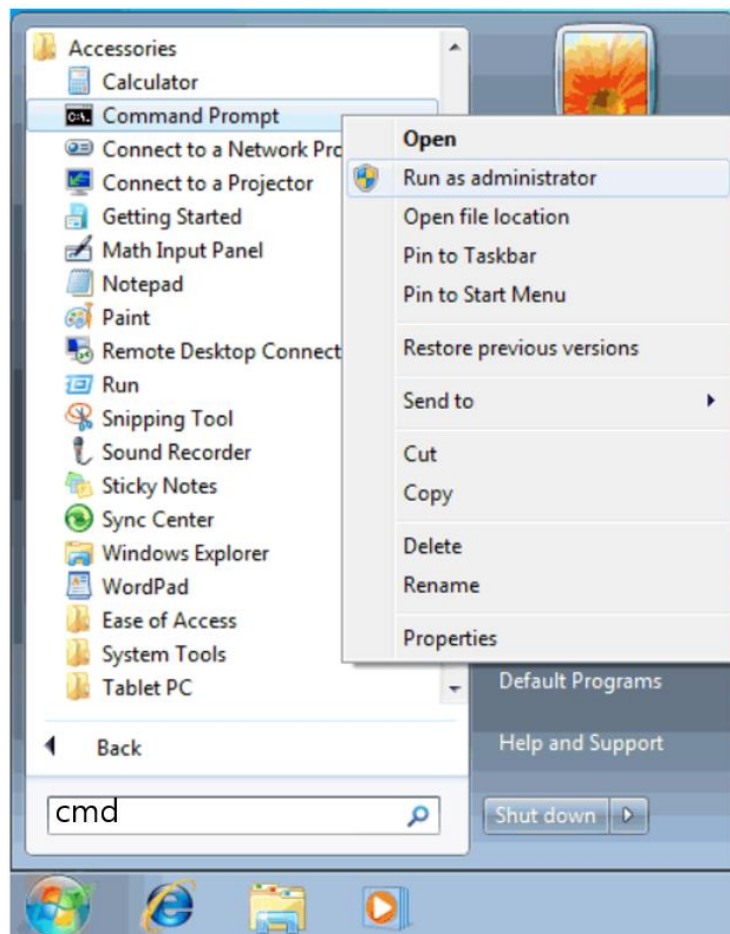 Accessories
Calculator
Command Prompt
Connect to a Network Prc
Connect to a Projector
Getting Started
Math Input Panel
Notepad
Paint
Remote Desktop Connect
Run
Snipping Tool
Sound Recorder
Sticky Notes
Sync Center
Windows Explorer
WordPad
Ease of Access
System Tools
Tablet PC
Back
cmd
Open
Run as administrator
Open file location
Pin to Taskbar
Pin to Start Menu
Restore previous versions
Send to
Cut
Copy
Delete
Rename
Properties
Default Programs
Help and Support
Shut down